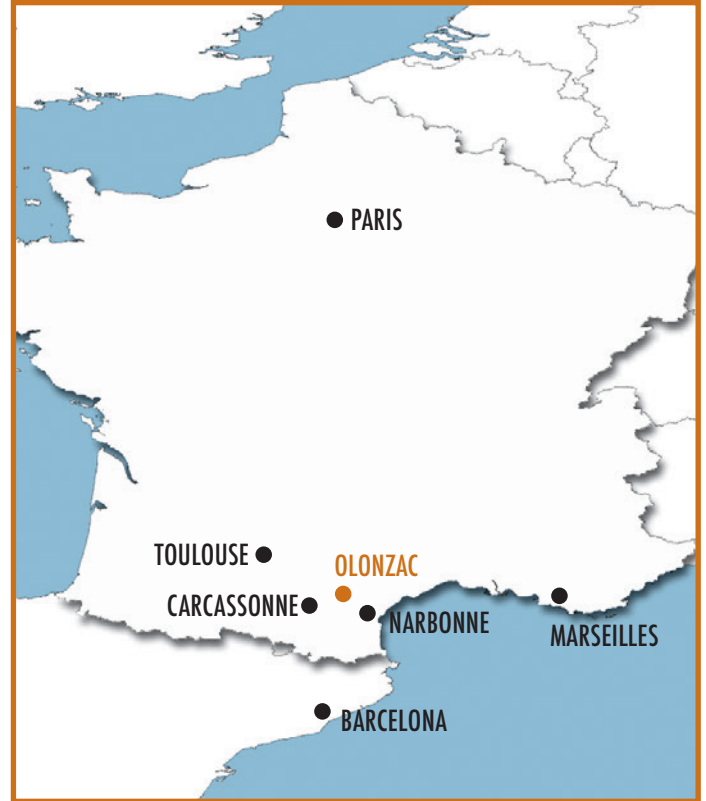 PARIS
TOULOUSE
OLONZAC
CARCASSONNE
NARBONNE
MARSEILLES
BARCELONA